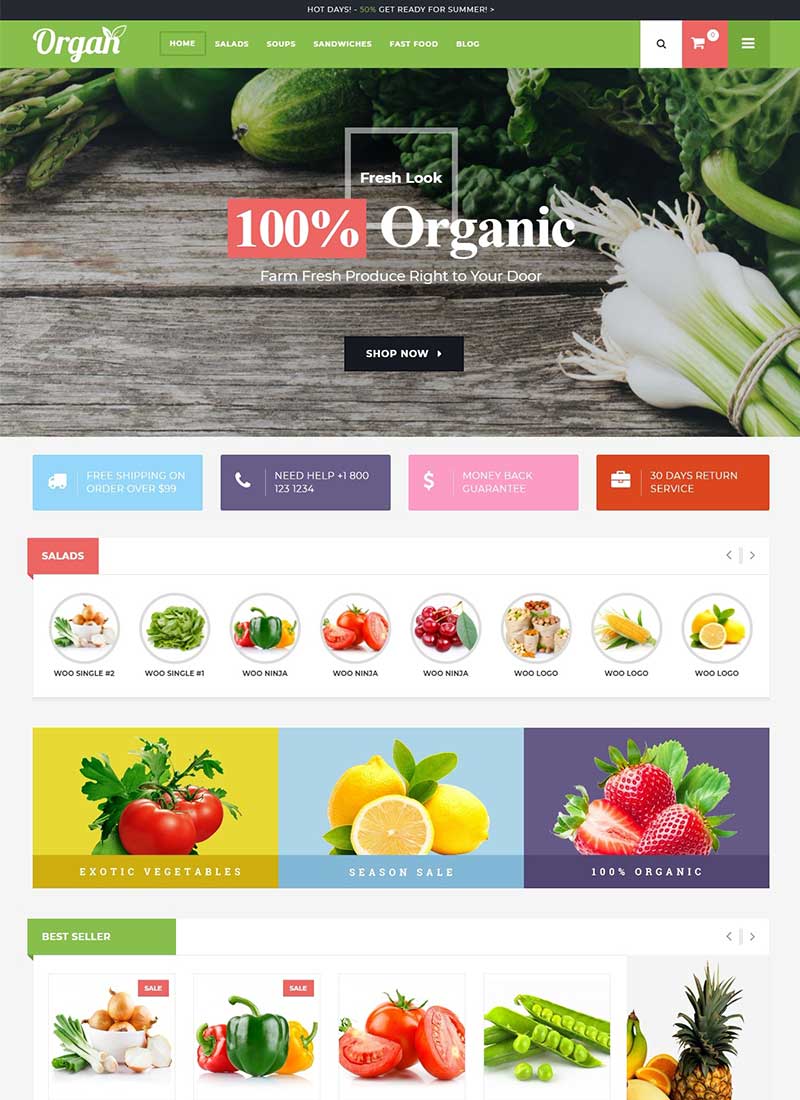 HOT DAYS! - 50% GET READY FOR SUMMER! >
Organ
HOME
SALADS
SOUPS
SANDWICHES
FAST FOOD
BLOG
0
Fresh Look
100% Organic
Farm Fresh Produce Right to Your Door
SHOP NOW
FREE SHIPPING ON
ORDER OVER $99
NEED HELP +1 800
123 1234
$
MONEY BACK
GUARANTEE
30 DAYS RETURN
SERVICE
SALADS
WOO SINGLE #2
WOO SINGLE #1
WOO NINJA
WOO NINJA
WOO NINJA
WOO LOGO
WOO LOGO
WOO LOGO
EXOTIC VEGETABLES
SEASON SALE
100% ORGANIC
BEST SELLER
SALE
SALE